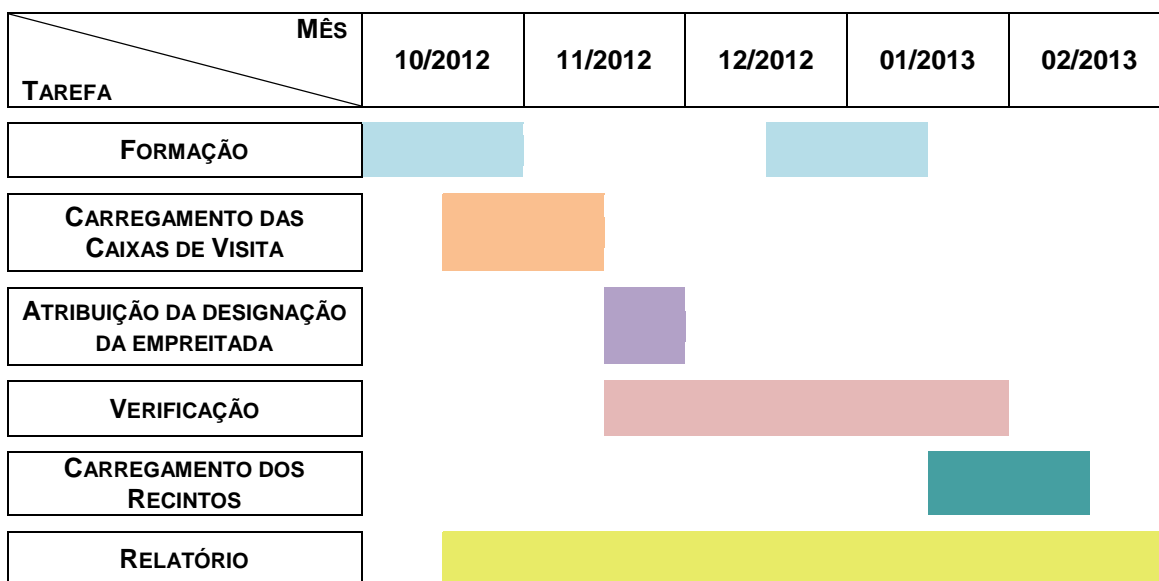 MÊS
TAREFA
10/2012 11/2012 12/2012 01/2013 02/2013
FORMAÇÃO
CARREGAMENTO DAS
CAIXAS DE VISITA
ATRIBUIÇÃO DA DESIGNAÇÃO
DA EMPREITADA
VERIFICAÇÃO
CARREGAMENTO DOS
RECINTOS
RELATÓRIO